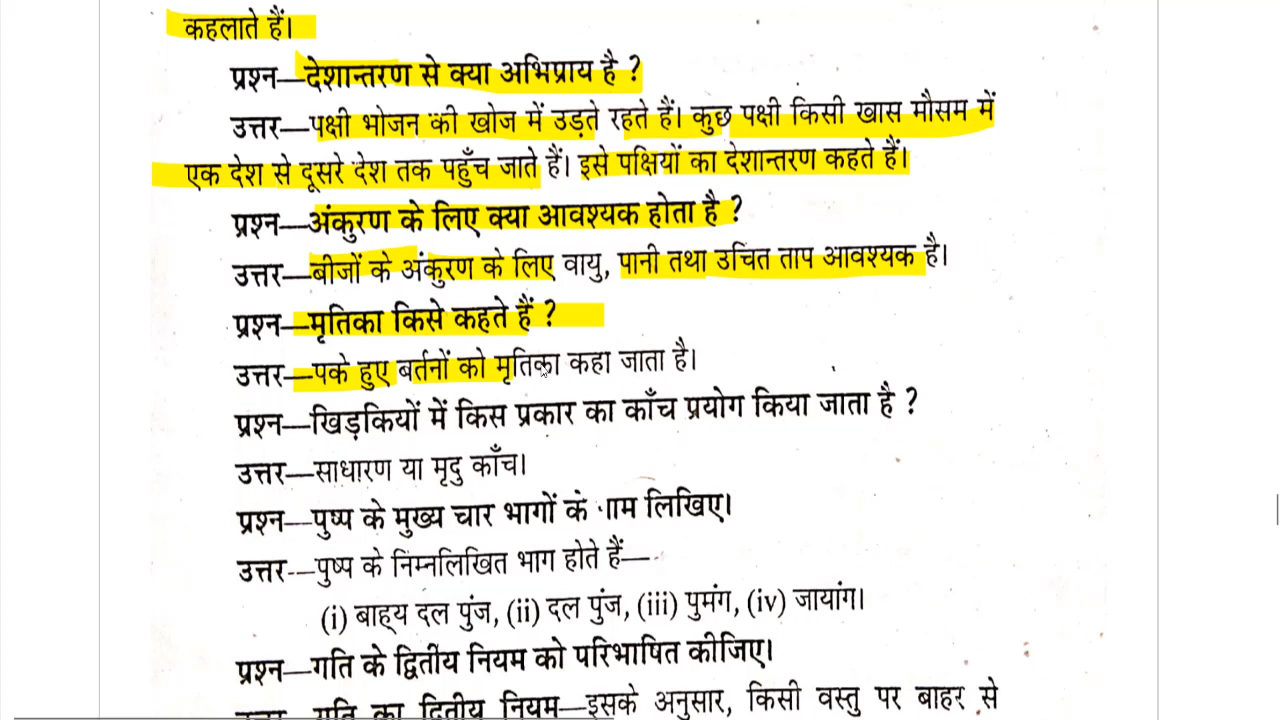 कहलाते हैं।
प्रश्न—देशान्तरण से क्या अभिप्राय है ?
उत्तर—पक्षी भोजन की खोज में उड़ते रहते हैं। कुछ पक्षी किसी खास मौसम में
एक देश से दूसरे देश तक पहुँच जाते हैं। इसे पक्षियों का देशान्तरण कहते हैं।
प्रश्न—अंकुरण के लिए क्या आवश्यक होता है ?
उत्तर—बीजों के अंकुरण के लिए वायु, पानी तथा उचित ताप आवश्यक है।
प्रश्न—मृतिका किसे कहते हैं ?
उत्तर—पके हुए बर्तनों को मृतिका कहा जाता है।
प्रश्न—खिड़कियों में किस प्रकार का काँच प्रयोग किया जाता है ?
उत्तर—साधारण या मृदु काँच।
प्रश्न—पुष्प के मुख्य चार भागों के नाम लिखिए।
उत्तर—पुष्प के निम्नलिखित भाग होते हैं—
(i) बाह्य दल पुंज, (ii) दल पुंज, (iii) पुमंग, (iv) जायांग।
प्रश्न—गति के द्वितीय नियम को परिभाषित कीजिए।
उत्तर—गति का द्वितीय नियम—इसके अनुसार, किसी वस्तु पर बाहर से